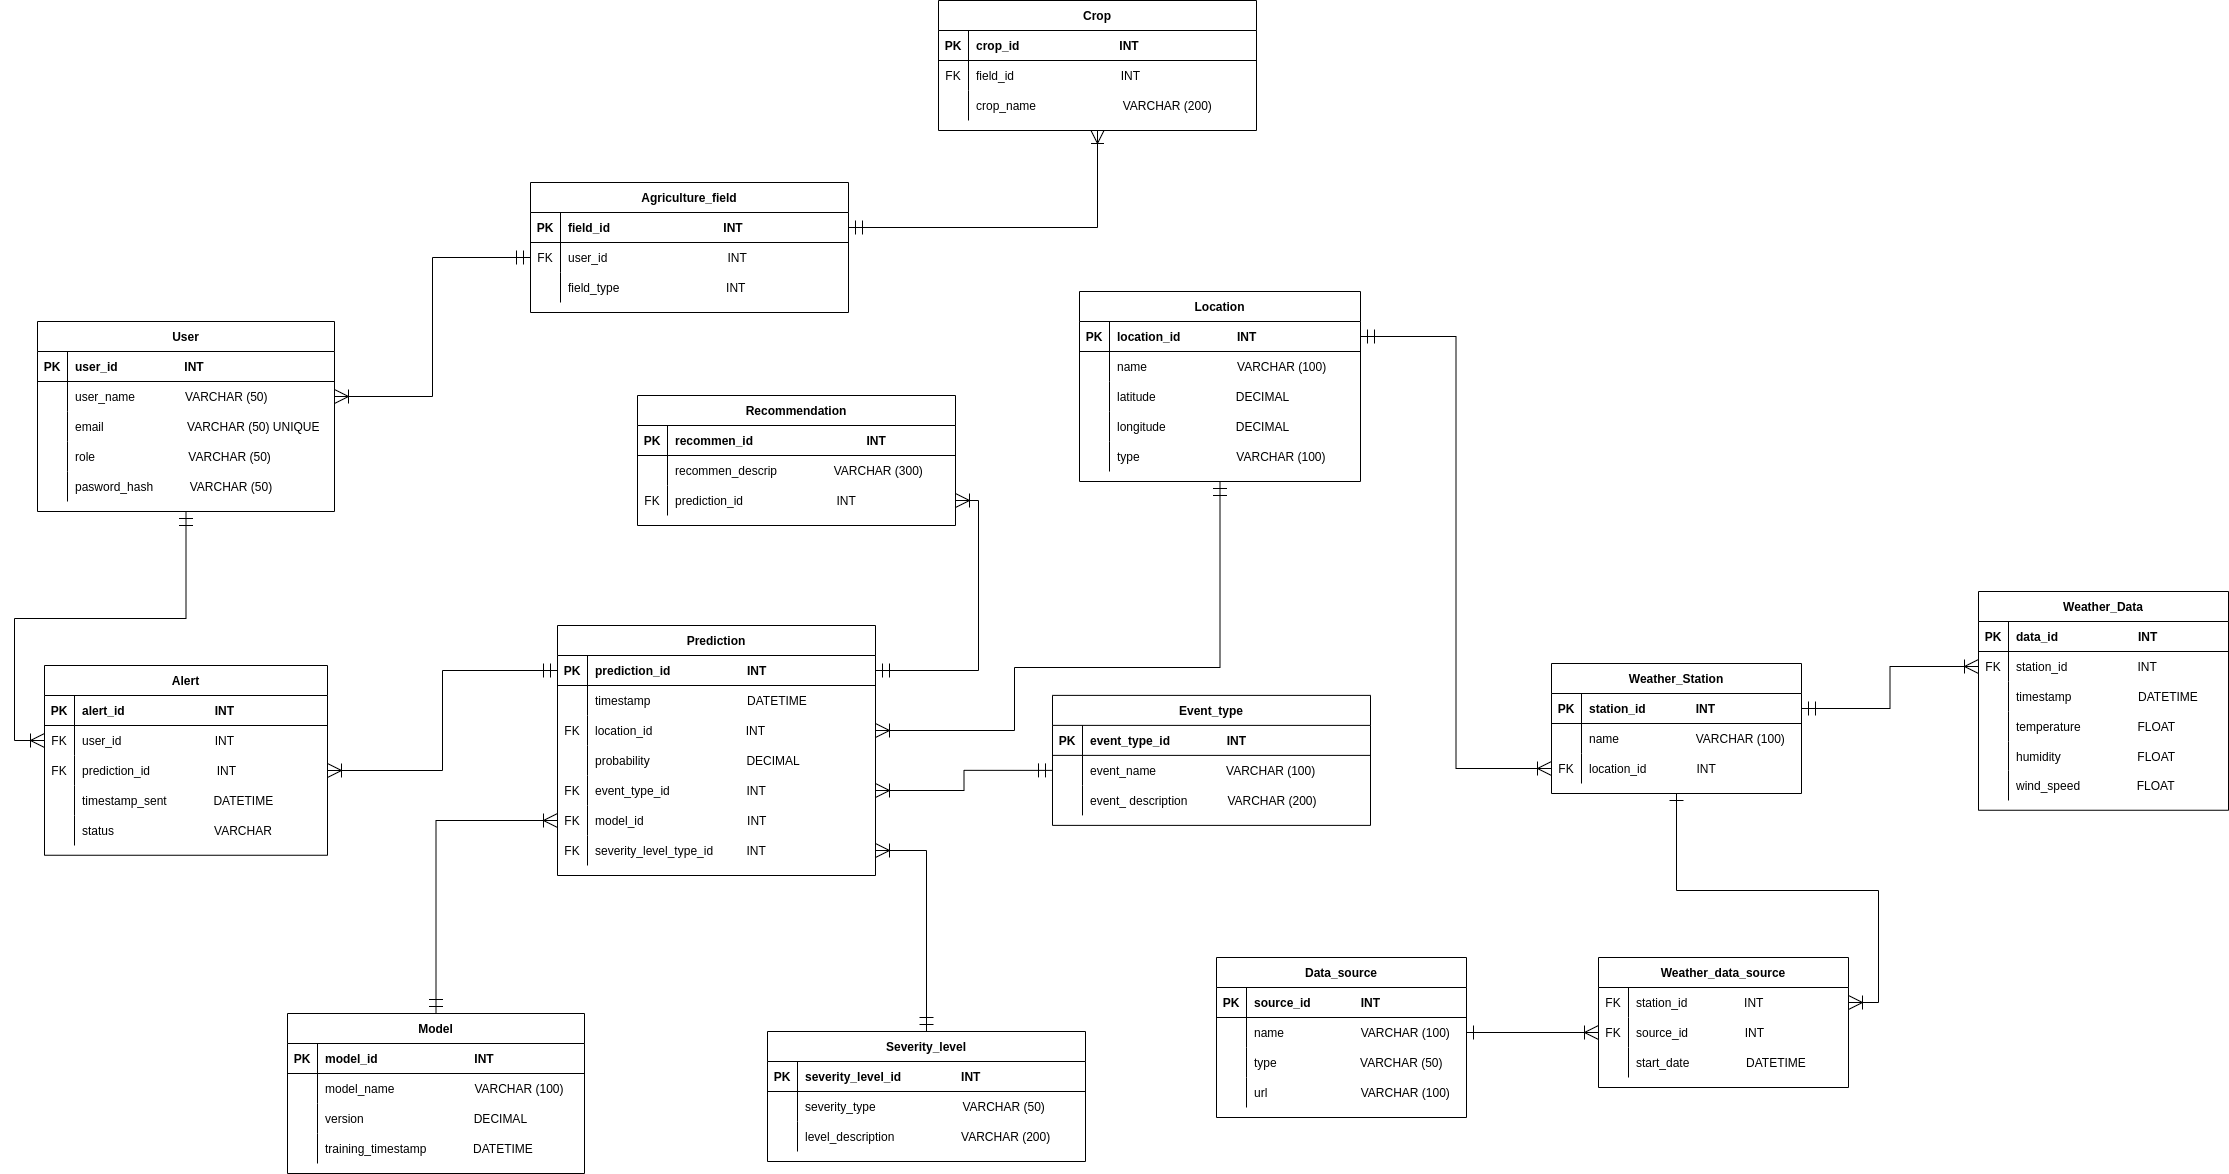 Crop
PK crop_id INT
FK field_id INT
crop_name VARCHAR (200)
Agriculture_field
PK field_id INT
FK user_id INT
field_type INT
Location
PK location_id INT
name VARCHAR (100)
latitude DECIMAL
longitude DECIMAL
type VARCHAR (100)
User
PK user_id INT
user_name VARCHAR (50)
email VARCHAR (50) UNIQUE
role VARCHAR (50)
pasword_hash VARCHAR (50)
Recommendation
PK recommen_id INT
recommen_descrip VARCHAR (300)
FK prediction_id INT
Weather_Data
PK data_id INT
FK station_id INT
timestamp DATETIME
temperature FLOAT
humidity FLOAT
wind_speed FLOAT
Prediction
PK prediction_id INT
timestamp DATETIME
FK location_id INT
probability DECIMAL
FK event_type_id INT
FK model_id INT
FK severity_level_type_id INT
Weather_Station
PK station_id INT
name VARCHAR (100)
FK location_id INT
Alert
PK alert_id INT
FK user_id INT
FK prediction_id INT
timestamp_sent DATETIME
status VARCHAR
Event_type
PK event_type_id INT
event_name VARCHAR (100)
event_ description VARCHAR (200)
Data_source
PK source_id INT
name VARCHAR (100)
type VARCHAR (50)
url VARCHAR (100)
Weather_data_source
FK station_id INT
FK source_id INT
start_date DATETIME
Model
PK model_id INT
model_name VARCHAR (100)
version DECIMAL
training_timestamp DATETIME
Severity_level
PK severity_level_id INT
severity_type VARCHAR (50)
level_description VARCHAR (200)